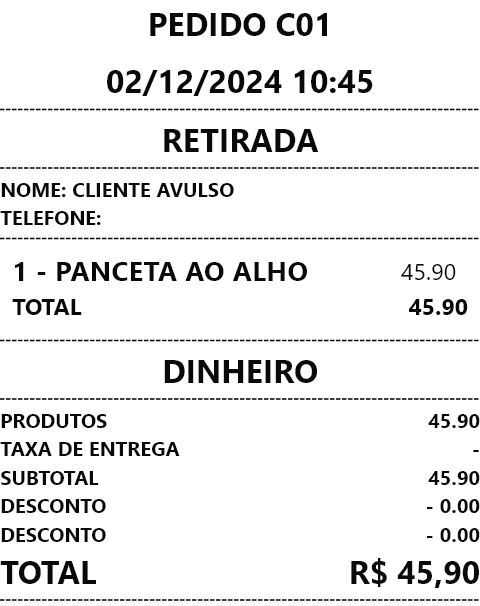 PEDIDO C01
02/12/2024 10:45
RETIRADA
NOME: CLIENTE AVULSO
TELEFONE:
1 - PANCETA AO ALHO 45.90
TOTAL 45.90
DINHEIRO
PRODUTOS 45.90
TAXA DE ENTREGA -
SUBTOTAL 45.90
DESCONTO - 0.00
DESCONTO - 0.00
TOTAL R$ 45,90